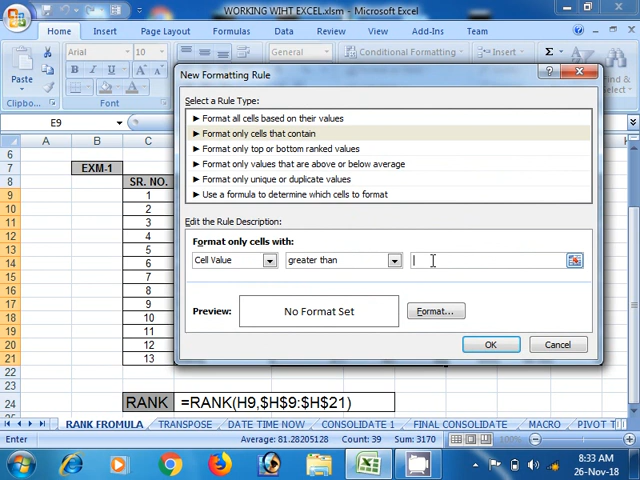 WORKING WIHT EXCEL.xlsm - Microsoft Excel
Home Insert Page Layout Formulas Data Review View Add-Ins Team
Paste Arial 10 General Conditional Formatting Insert Find &
B I U
Clipboard
E9
A B C
6
7 EXM-1
8 SR. NO.
9 1
10 2
11 3
12 4
13 5
14 6
15 7
16 8
17 9
18 10
19 11
20 12
21 13
22
23
24 RANK =RANK(H9,$H$9:$H$21)
New Formatting Rule
Select a Rule Type:
► Format all cells based on their values
► Format only cells that contain
► Format only top or bottom ranked values
► Format only values that are above or below average
► Format only unique or duplicate values
► Use a formula to determine which cells to format
Edit the Rule Description:
Format only cells with:
Cell Value greater than
Preview: No Format Set Format...
OK Cancel
RANK FROMULA TRANSPOSE DATE TIME NOW CONSOLIDATE 1 FINAL CONSOLIDATE MACRO PIVOT T
Enter Average: 81.28205128 Count: 39 Sum: 3170 100%
8:33 AM
26-Nov-18